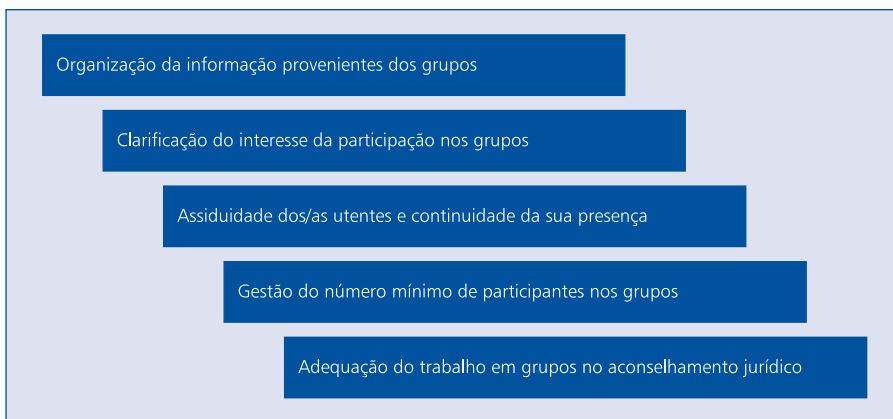 Organização da informação provenientes dos grupos
Clarificação do interesse da participação nos grupos
Assiduidade dos/as utentes e continuidade da sua presença
Gestão do número mínimo de participantes nos grupos
Adequação do trabalho em grupos no aconselhamento jurídico